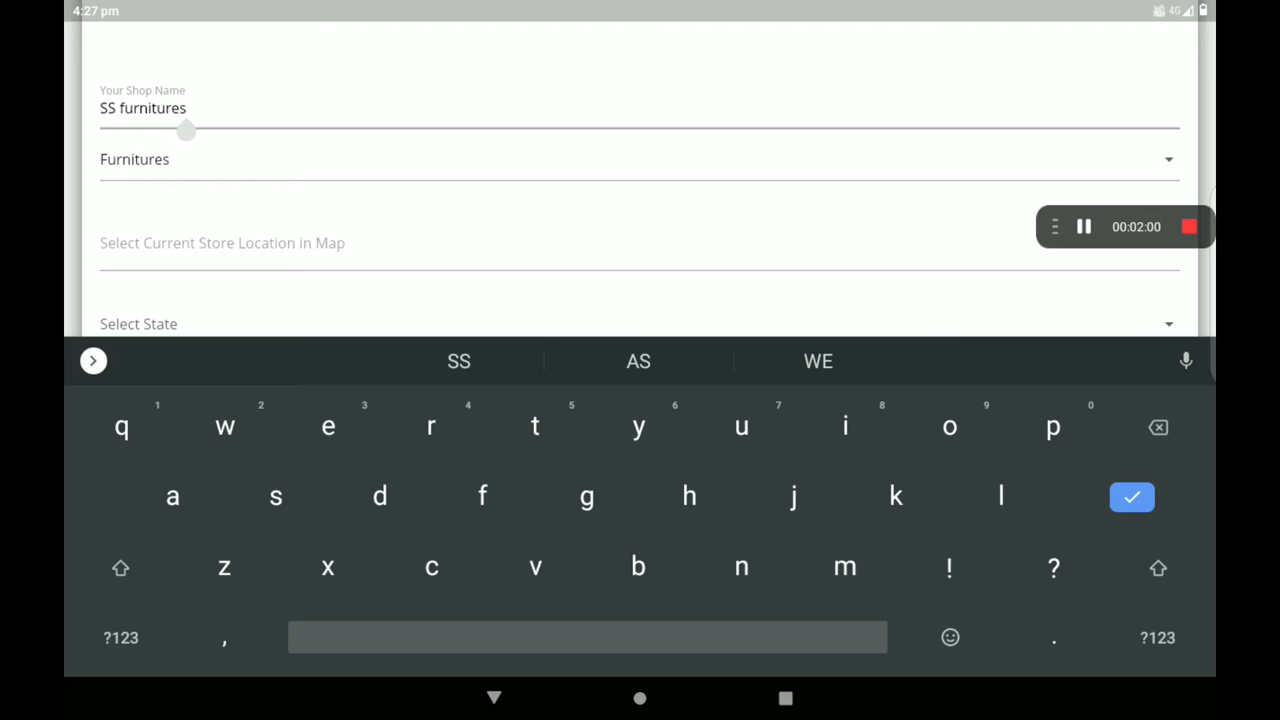 4:27 pm
4G
Your Shop Name
SS furnitures
Furnitures
00:02:00
Select Current Store Location in Map
Select State
SS AS WE
1 2 3 4 5 6 7 8 9 0
q w e r t y u i o p
a s d f g h j k l
z x c v b n m ! ?
?123 , . ?123